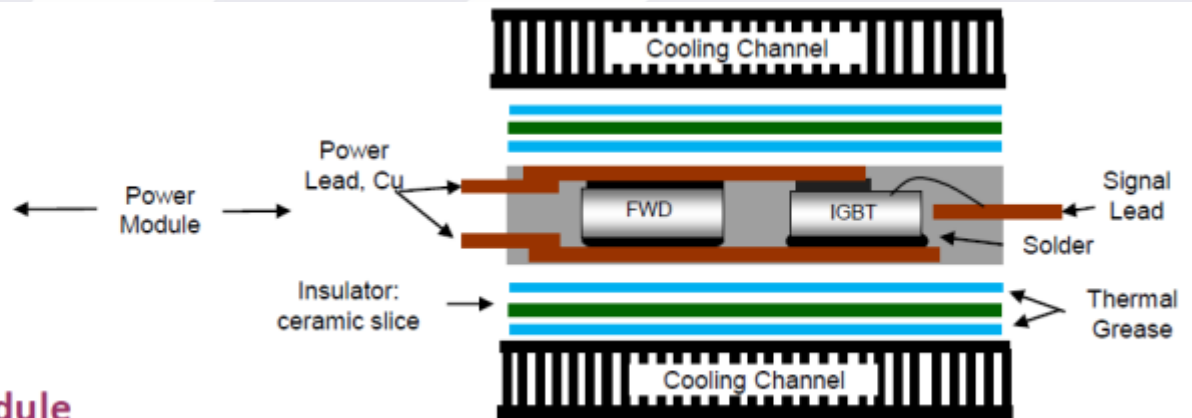 Cooling Channel
Power
Lead, Cu
Power
Module
FWD
IGBT
Signal
Lead
Solder
Insulator:
ceramic slice
Thermal
Grease
Cooling Channel